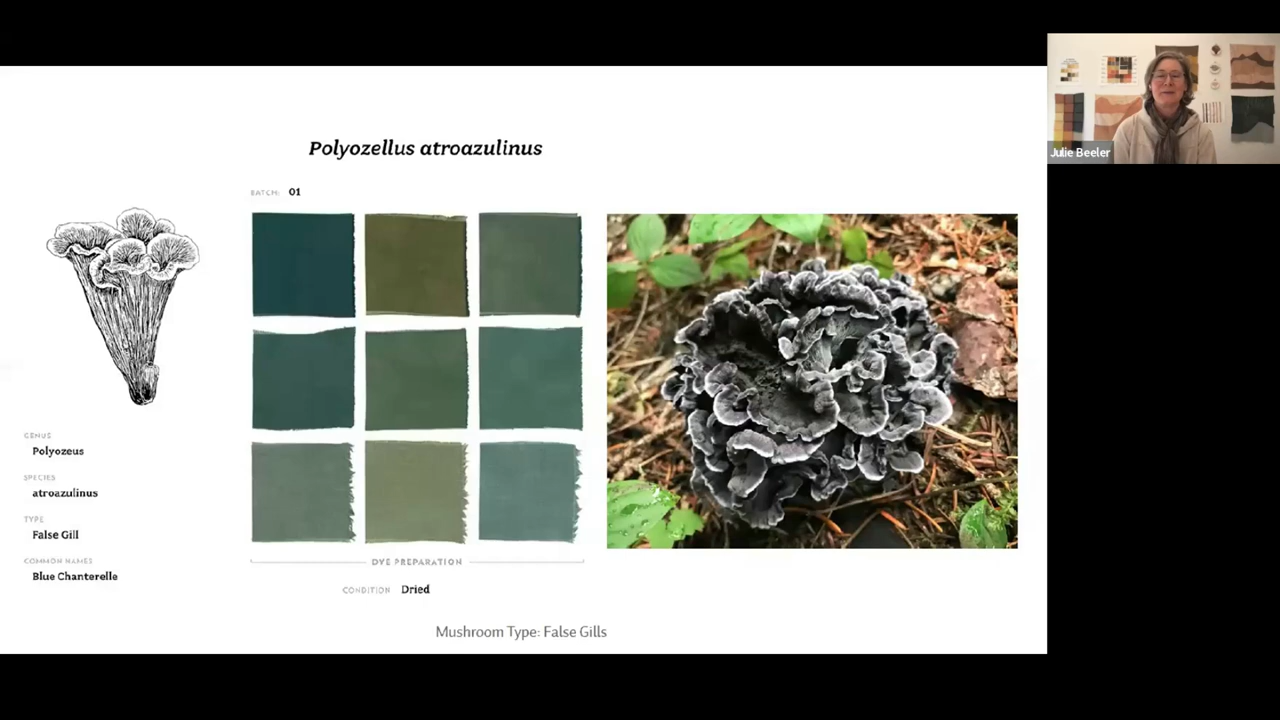 Polyozellus atroazulinus
BATCH: 01
GENUS
Polyozeus
SPECIES
atroazulinus
TYPE
False Gill
COMMON NAMES
Blue Chanterelle
DYE PREPARATION
CONDITION Dried
Mushroom Type: False Gills
Julie Beeler